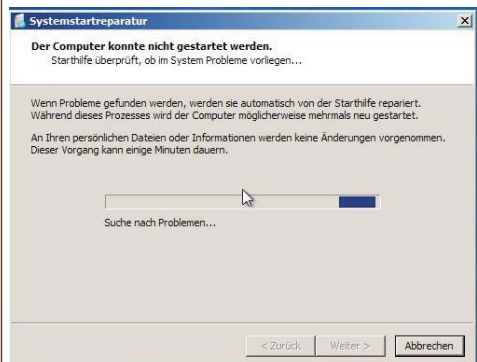 Systemstartreparatur
Der Computer konnte nicht gestartet werden.
Starthilfe überprüft, ob im System Probleme vorliegen...
Wenn Probleme gefunden werden, werden sie automatisch von der Starthilfe repariert.
Während dieses Prozesses wird der Computer möglicherweise mehrmals neu gestartet.
An Ihren persönlichen Dateien oder Informationen werden keine Änderungen vorgenommen.
Dieser Vorgang kann einige Minuten dauern.
Suche nach Problemen...
< Zurück Weiter > Abbrechen